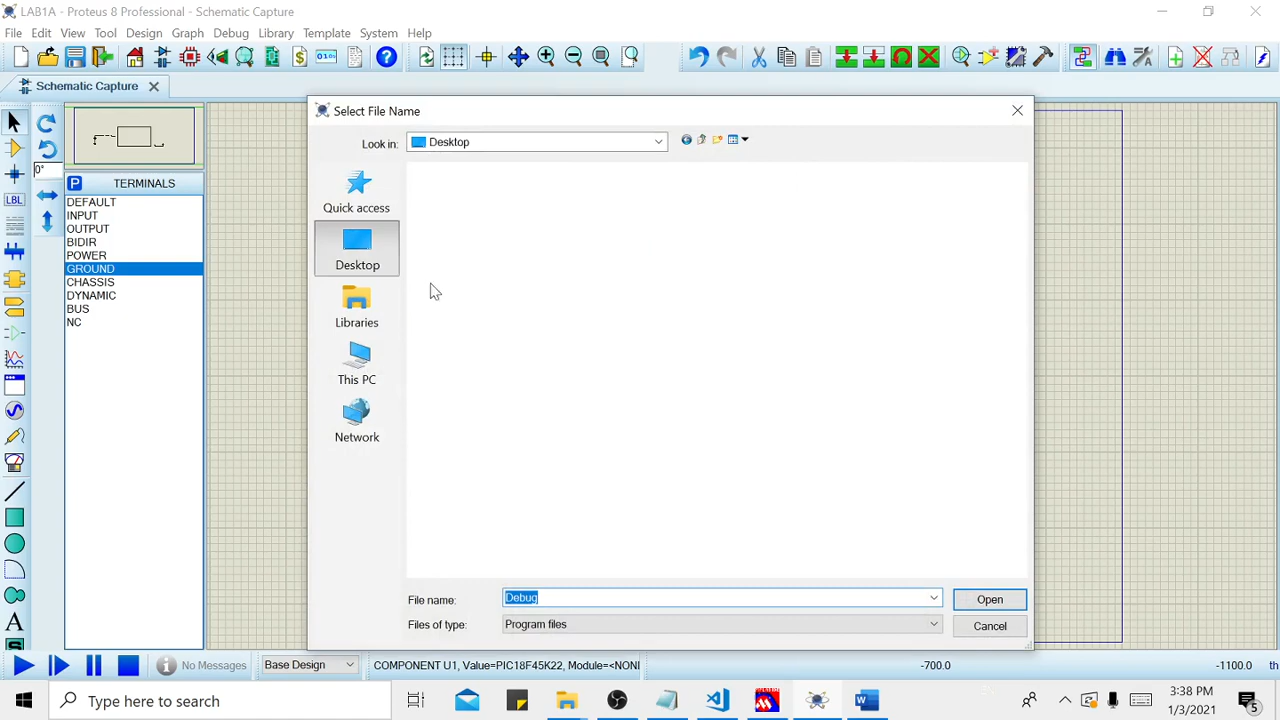 LAB1A - Proteus 8 Professional - Schematic Capture
File Edit View Tool Design Graph Debug Library Template System Help
Schematic Capture
Select File Name
Look in: Desktop
0°
P TERMINALS
LBL
DEFAULT
INPUT
OUTPUT
BIDIR
POWER
GROUND
CHASSIS
DYNAMIC
BUS
NC
Quick access
Desktop
Libraries
This PC
Network
A
File name: Debug Open
Files of type: Program files Cancel
No Messages Base Design COMPONENT U1, Value=PIC18F45K22, Module=<NONI -700.0 -1100.0 th
Type here to search
3:38 PM
1/3/2021
5